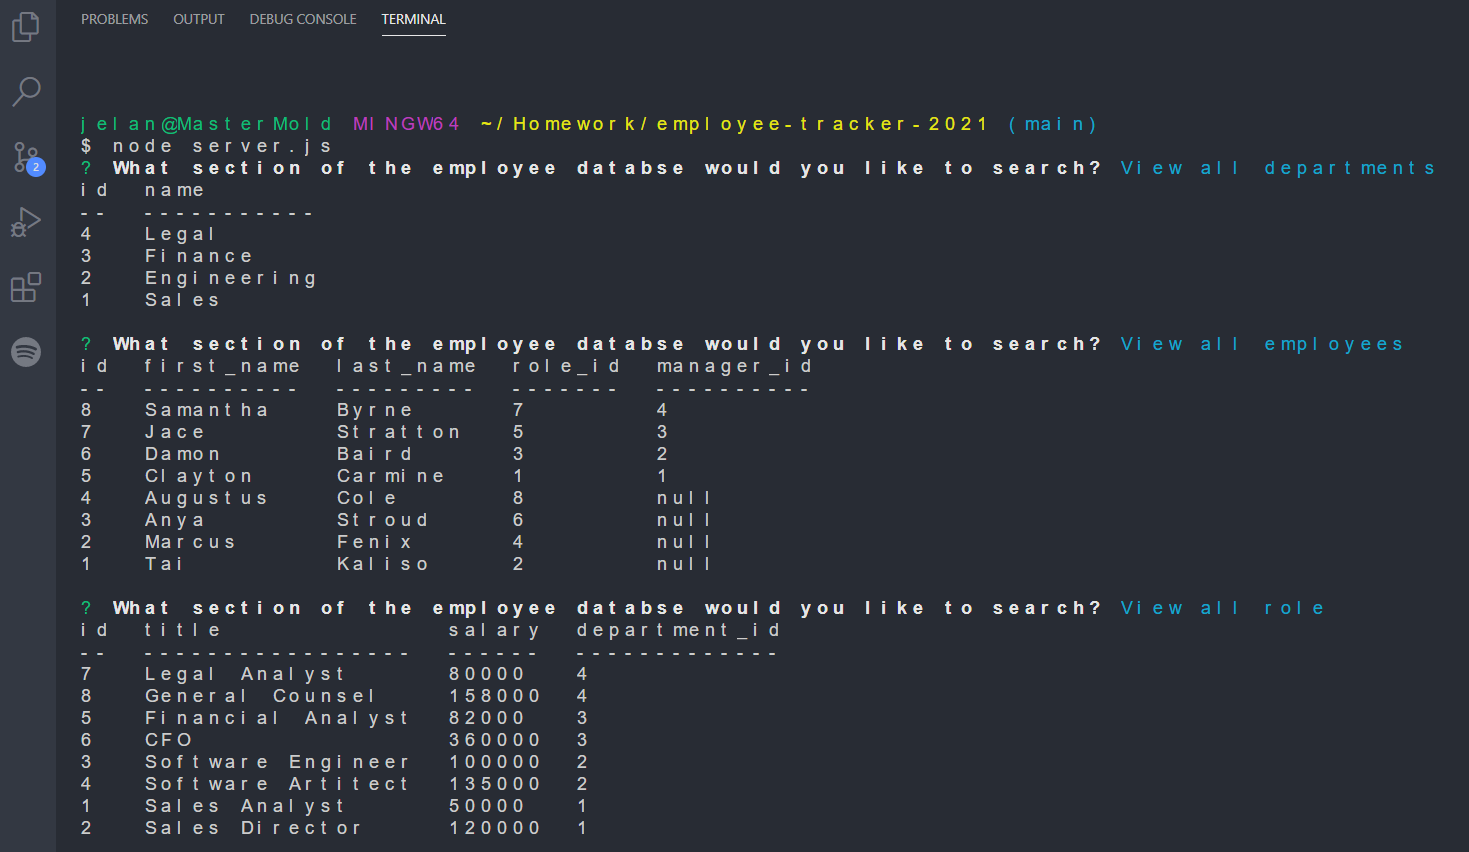 PROBLEMS OUTPUT DEBUG CONSOLE TERMINAL
jelan@MasterMold MINGW64 ~/Homework/employee-tracker-2021 (main)
$ node server.js
2
? What section of the employee databse would you like to search? View all departments
id name
-- -----------
4 Legal
3 Finance
2 Engineering
1 Sales
? What section of the employee databse would you like to search? View all employees
id first_name last_name role_id manager_id
-- ---------- --------- ------- ----------
8 Samantha Byrne 7 4
7 Jace Stratton 5 3
6 Damon Baird 3 2
5 Clayton Carmine 1 1
4 Augustus Cole 8 null
3 Anya Stroud 6 null
2 Marcus Fenix 4 null
1 Tai Kaliso 2 null
? What section of the employee databse would you like to search? View all role
id title salary department_id
-- ----------------- ------ -------------
7 Legal Analyst 80000 4
8 General Counsel 158000 4
5 Financial Analyst 82000 3
6 CFO 360000 3
3 Software Engineer 100000 2
4 Software Artitect 135000 2
1 Sales Analyst 50000 1
2 Sales Director 120000 1